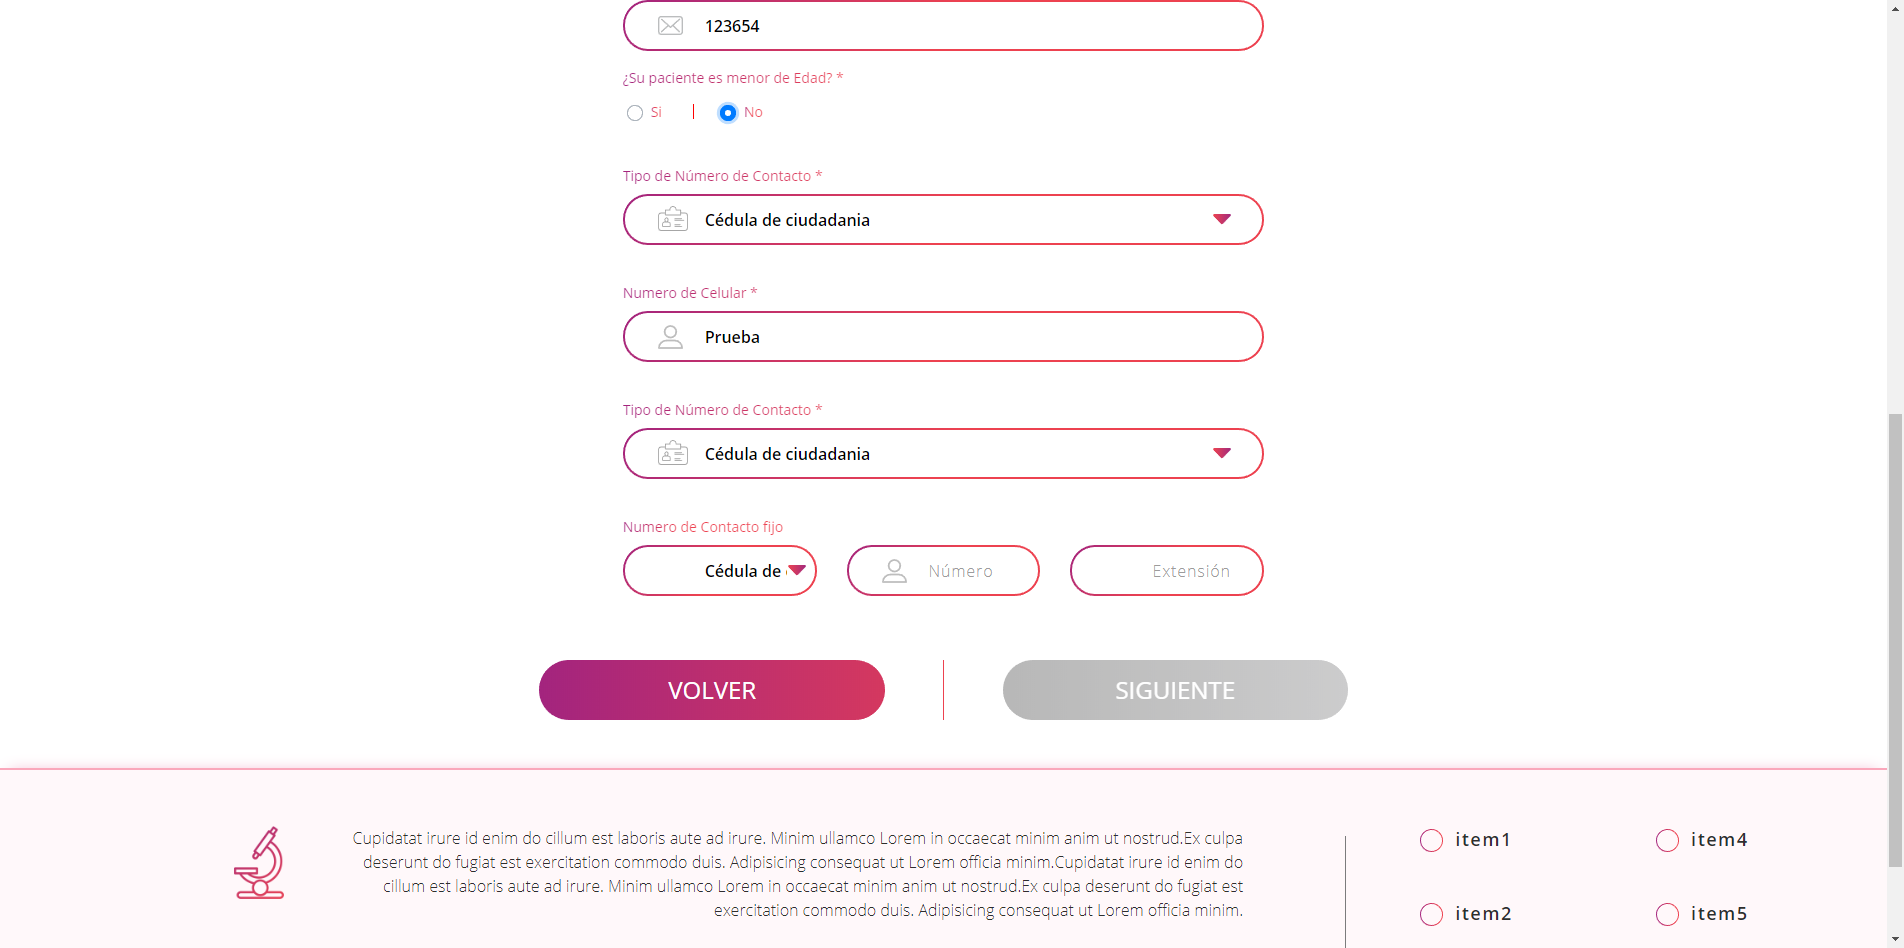 123654
¿Su paciente es menor de Edad? *
Si
No
Tipo de Número de Contacto *
Cédula de ciudadania
Numero de Celular *
Prueba
Tipo de Número de Contacto *
Cédula de ciudadania
Numero de Contacto fijo
Cédula de
Número
Extensión
VOLVER
SIGUIENTE
Cupidatat irure id enim do cillum est laboris aute ad irure. Minim ullamco Lorem in occaecat minim anim ut nostrud.Ex culpa
deserunt do fugiat est exercitation commodo duis. Adipisicing consequat ut Lorem officia minim.Cupidatat irure id enim do
cillum est laboris aute ad irure. Minim ullamco Lorem in occaecat minim anim ut nostrud.Ex culpa deserunt do fugiat est
exercitation commodo duis. Adipisicing consequat ut Lorem officia minim.
item1
item4
item2
item5